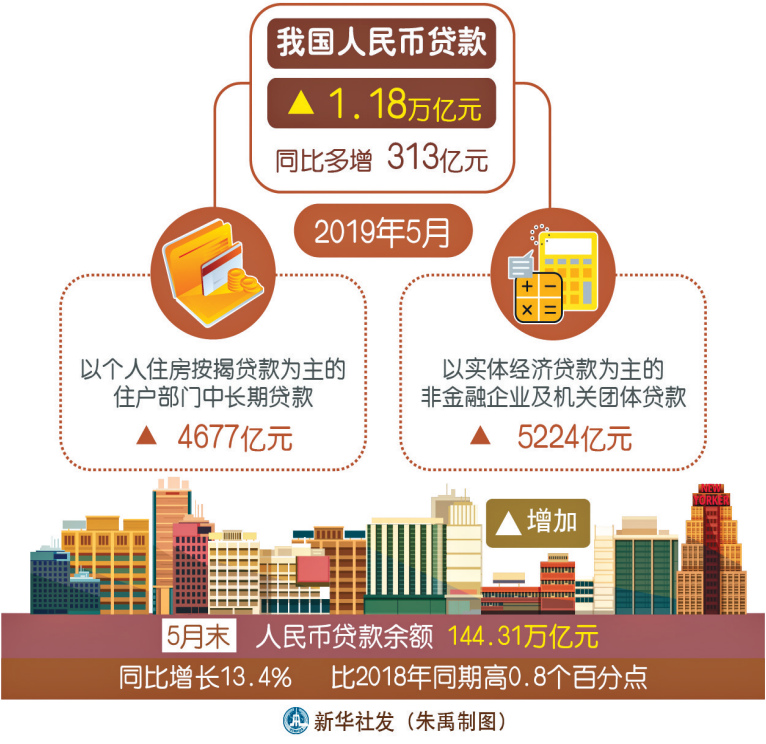 我国人民币贷款
▲ 1.18万亿元
同比多增 313亿元
2019年5月
以个人住房按揭贷款为主的
住户部门中长期贷款
▲ 4677亿元
以实体经济贷款为主的
非金融企业及机关团体贷款
▲ 5224亿元
▲ 增加
NEW
YORKER
5月末 人民币贷款余额 144.31万亿元
同比增长13.4% 比2018年同期高0.8个百分点
新华社发（朱禹制图）